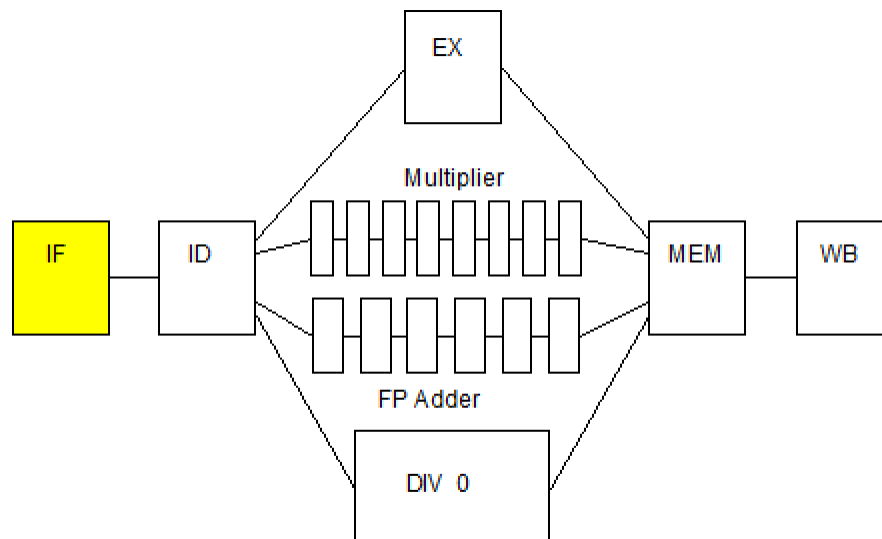 EX
Multiplier
IF
ID
MEM
WB
FP Adder
DIV 0